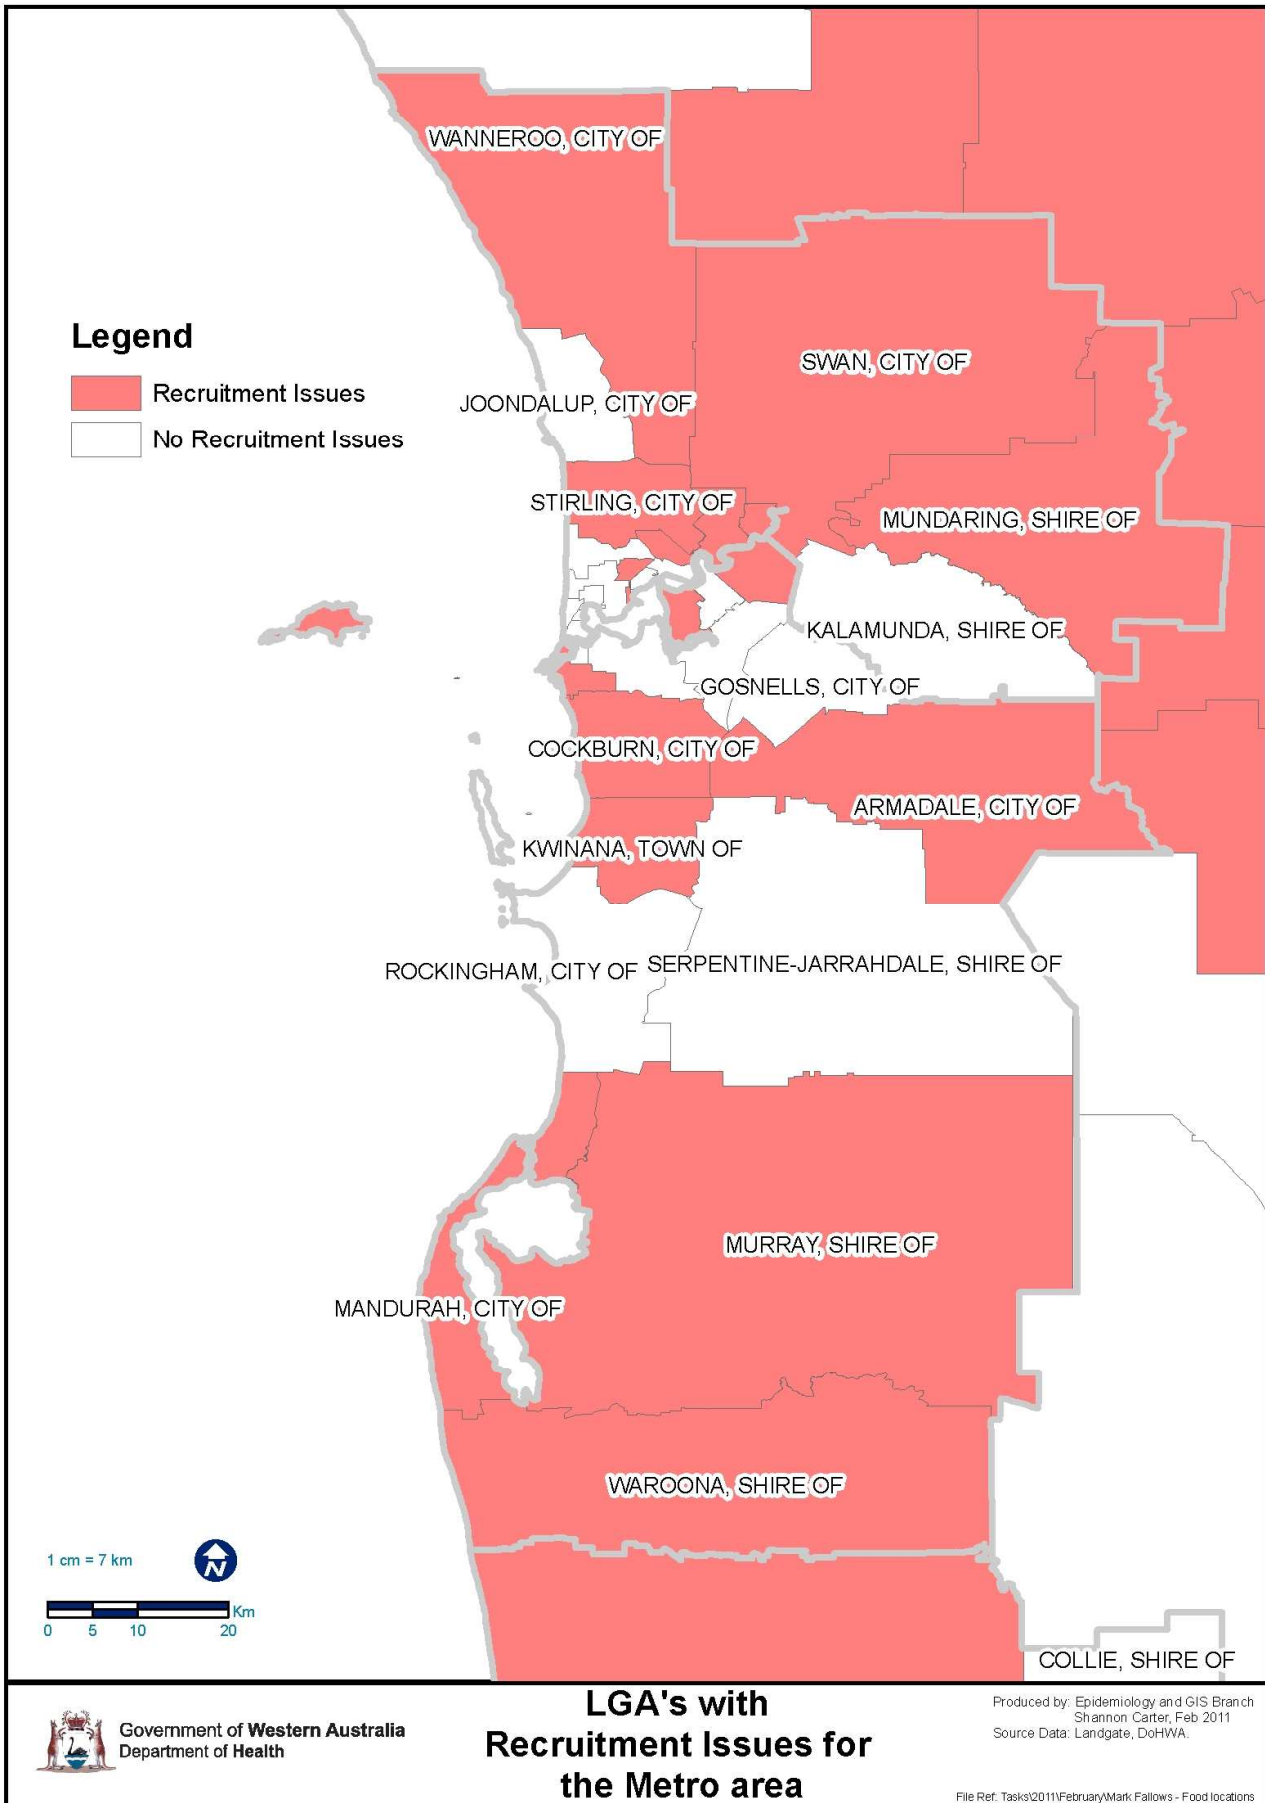 WANNEROO, CITY OF
Legend
SWAN, CITY OF
Recruitment Issues
JOONDALUP, CITY OF
No Recruitment Issues
STIRLING, CITY OF
MUNDARING, SHIRE OF
KALAMUNDA, SHIRE OF
GOSNELLS, CITY OF
COCKBURN, CITY OF
ARMADALE, CITY OF
KWINANA, TOWN OF
ROCKINGHAM, CITY OF
SERPENTINE-JARRAHDALE, SHIRE OF
MURRAY, SHIRE OF
MANDURAH, CITY OF
WAROONA, SHIRE OF
1 cm = 7 km
N
Km
0 5 10 20
COLLIE, SHIRE OF
Government of Western Australia
Department of Health
LGA's with
Recruitment Issues for
the Metro area
Produced by: Epidemiology and GIS Branch
Shannon Carter, Feb 2011
Source Data: Landgate, DoHWA.
File Ref: Tasks\2011\February\Mark Fallows - Food locations